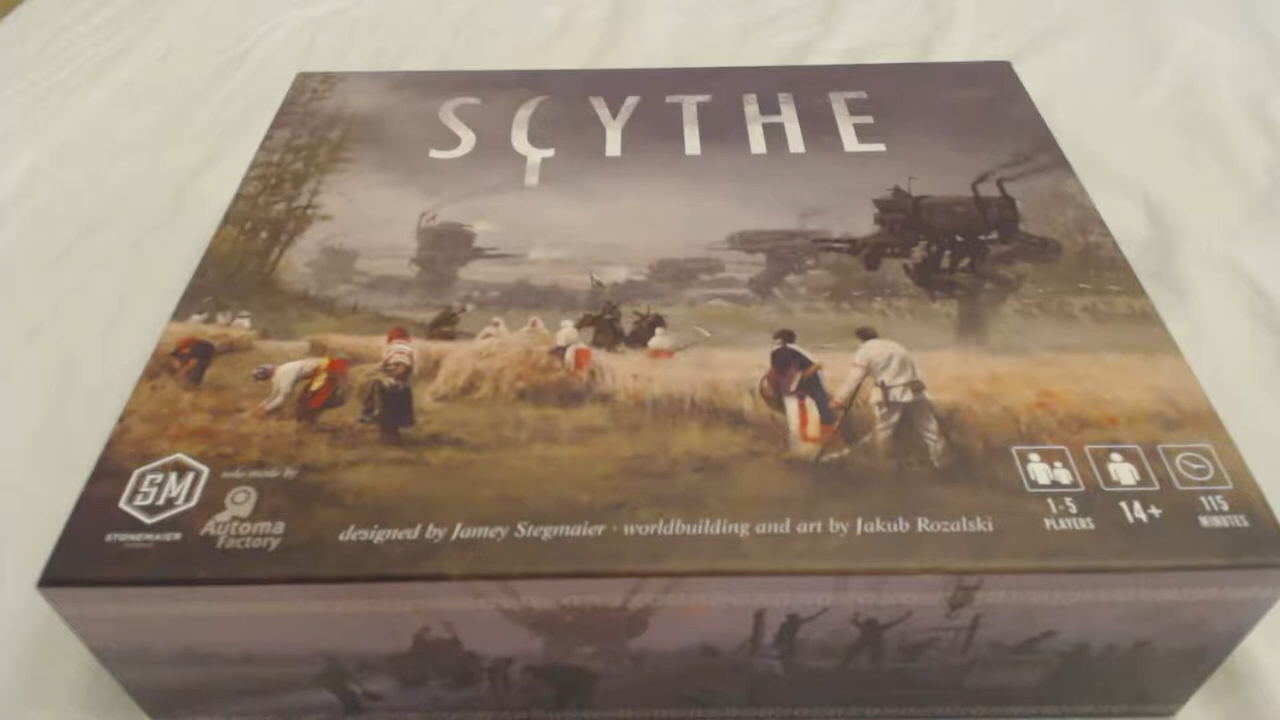 SCYTHE
SM
STONEMAIER
solo mode by
Automa
Factory
designed by Jamey Stegmaier · worldbuilding and art by Jakub Rozalski
1-5
PLAYERS
14+
115
MINUTES